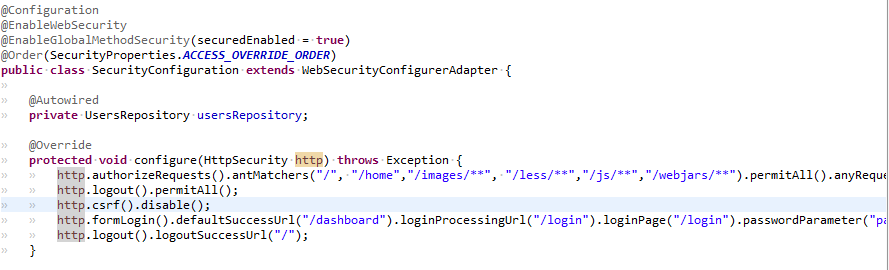 @Configuration
@EnableWebSecurity
@EnableGlobalMethodSecurity(securedEnabled = true)
@Order(SecurityProperties.ACCESS_OVERRIDE_ORDER)
public class SecurityConfiguration extends WebSecurityConfigurerAdapter {
@Autowired
private UsersRepository usersRepository;
@Override
protected void configure(HttpSecurity http) throws Exception {
http.authorizeRequests().antMatchers("/", "/home","/images/**", "/less/**","/js/**","/webjars/**").permitAll().anyReque
http.logout().permitAll();
http.csrf().disable();
http.formLogin().defaultSuccessUrl("/dashboard").loginProcessingUrl("/login").loginPage("/login").passwordParameter("pa
http.logout().logoutSuccessUrl("/");
}